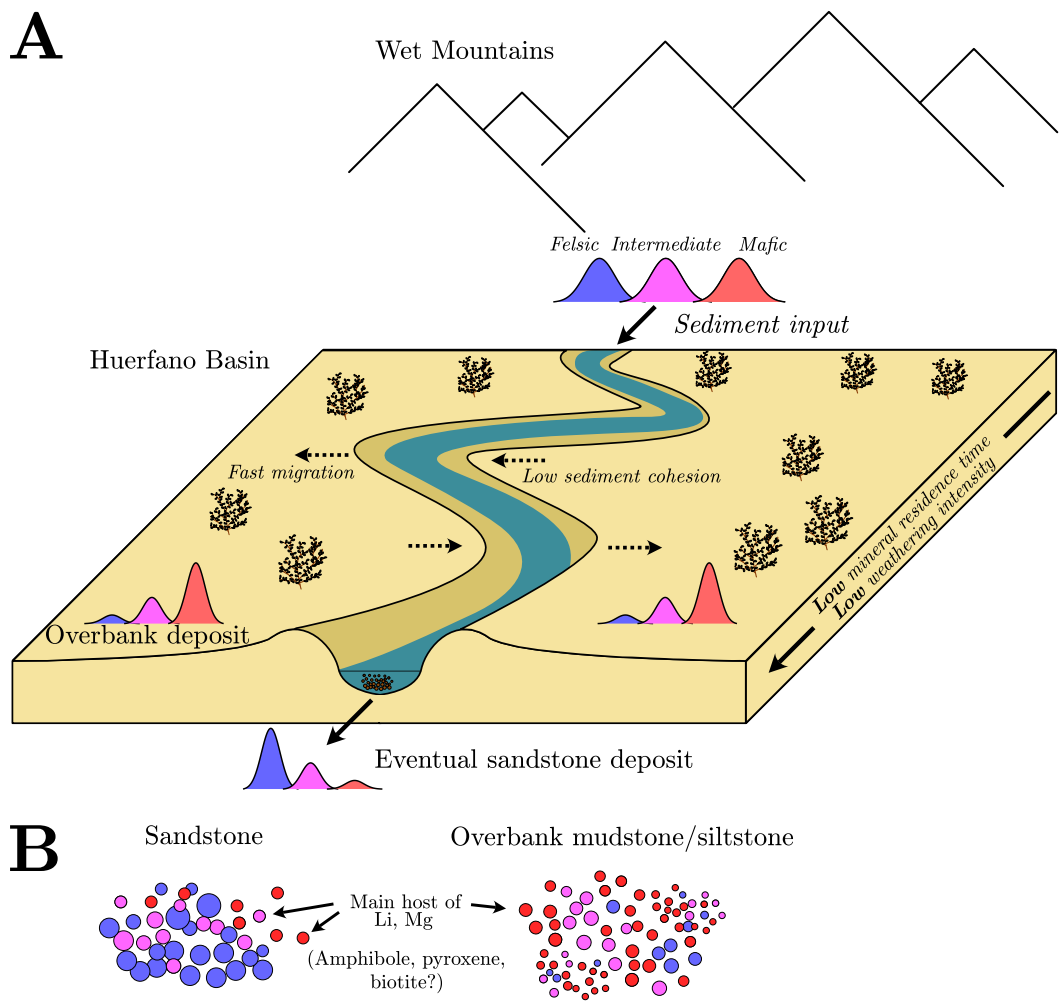 A
Wet Mountains
Felsic Intermediate Mafic
Sediment input
Huerfano Basin
Fast migration
Low sediment cohesion
Low mineral residence time
Low weathering intensity
Overbank deposit
Eventual sandstone deposit
B
Sandstone
Overbank mudstone/siltstone
Main host of
Li, Mg
(Amphibole, pyroxene,
biotite?)